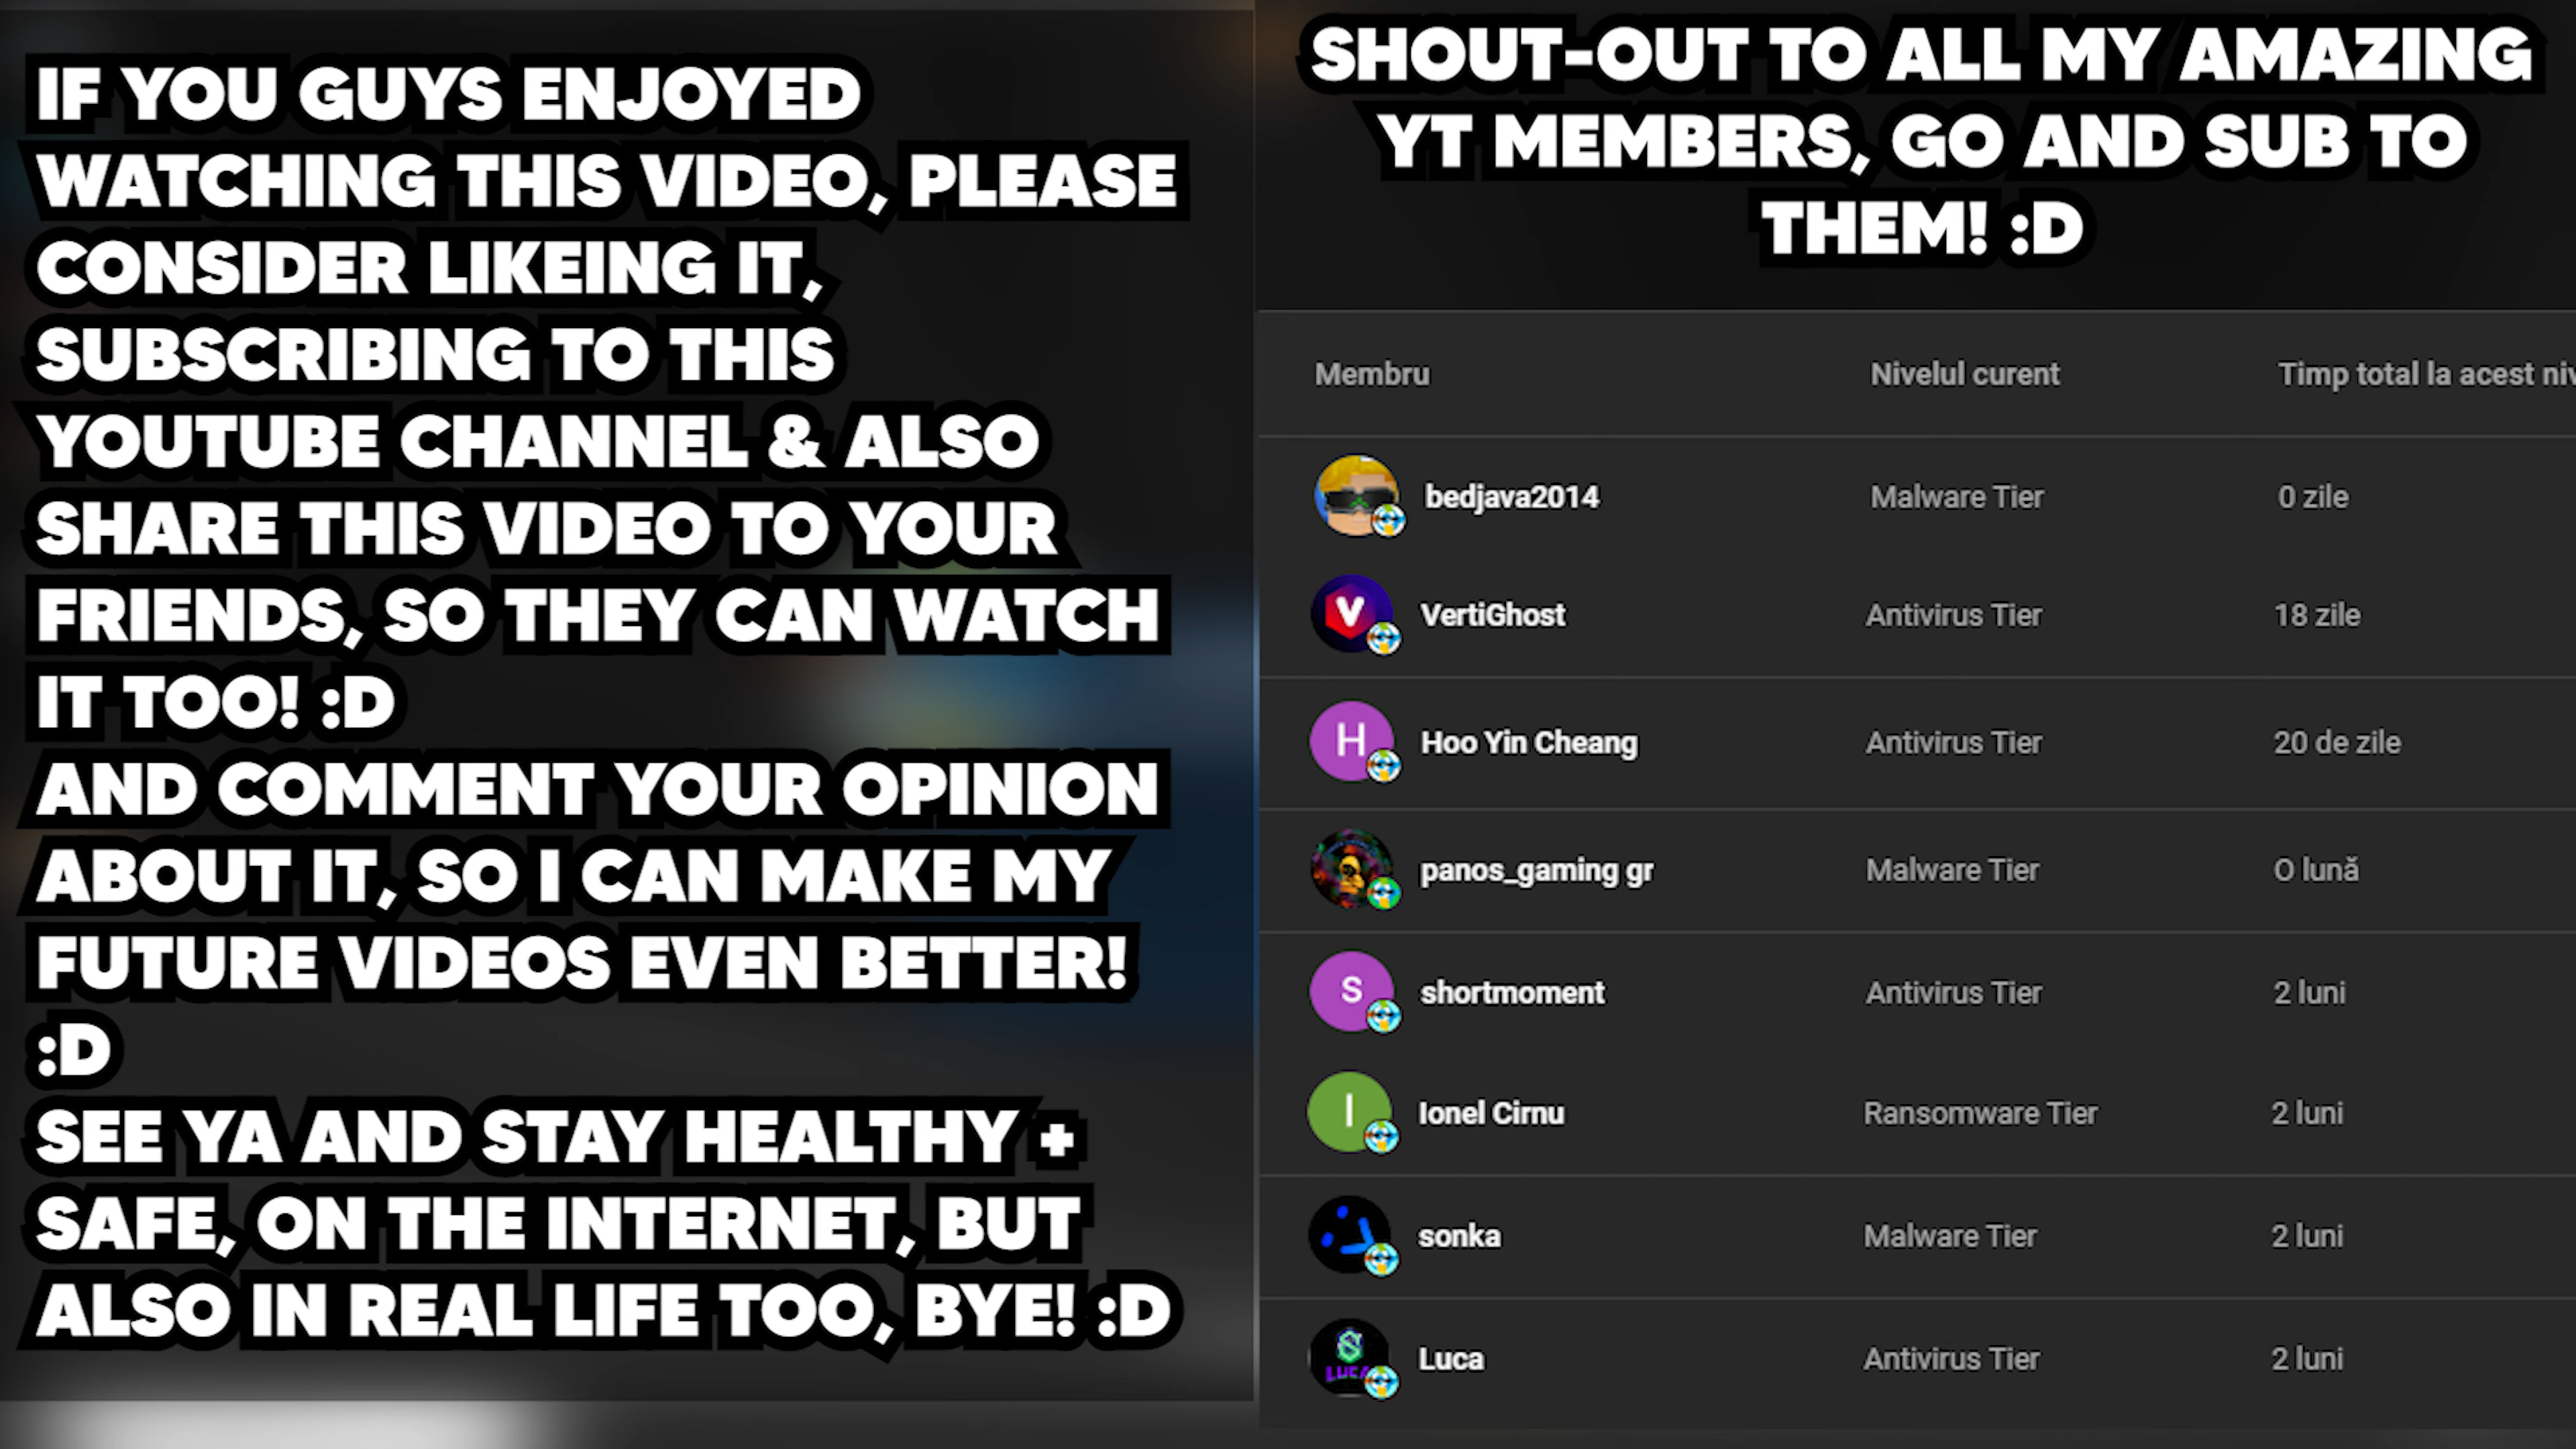 IF YOU GUYS ENJOYED
WATCHING THIS VIDEO, PLEASE
CONSIDER LIKEING IT,
SUBSCRIBING TO THIS
YOUTUBE CHANNEL & ALSO
SHARE THIS VIDEO TO YOUR
FRIENDS, SO THEY CAN WATCH
IT TOO! :D
AND COMMENT YOUR OPINION
ABOUT IT, SO I CAN MAKE MY
FUTURE VIDEOS EVEN BETTER!
:D
SEE YA AND STAY HEALTHY +
SAFE, ON THE INTERNET, BUT
ALSO IN REAL LIFE TOO, BYE! :D
SHOUT-OUT TO ALL MY AMAZING
YT MEMBERS, GO AND SUB TO
THEM! :D
Membru Nivelul curent Timp total la acest niv
bedjava2014 Malware Tier 0 zile
V VertiGhost Antivirus Tier 18 zile
H Hoo Yin Cheang Antivirus Tier 20 de zile
panos_gaming gr Malware Tier O lună
S shortmoment Antivirus Tier 2 luni
I Ionel Cirnu Ransomware Tier 2 luni
sonka Malware Tier 2 luni
LUCA Luca Antivirus Tier 2 luni